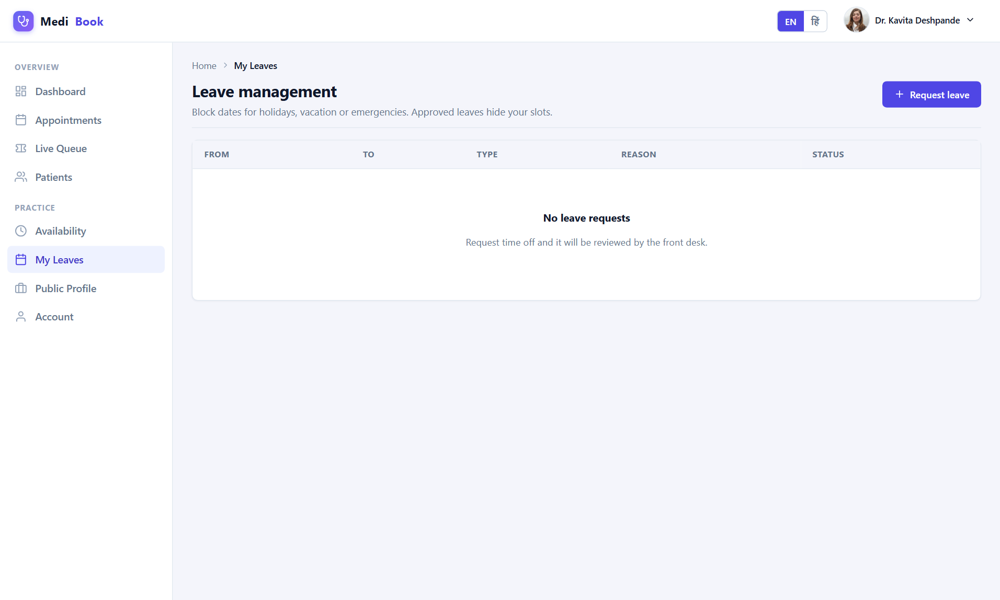 Medi Book
EN हिं
Dr. Kavita Deshpande
OVERVIEW
Dashboard
Appointments
Live Queue
Patients
PRACTICE
Availability
My Leaves
Public Profile
Account
Home > My Leaves
Leave management
Block dates for holidays, vacation or emergencies. Approved leaves hide your slots.
+ Request leave
FROM TO TYPE REASON STATUS
No leave requests
Request time off and it will be reviewed by the front desk.